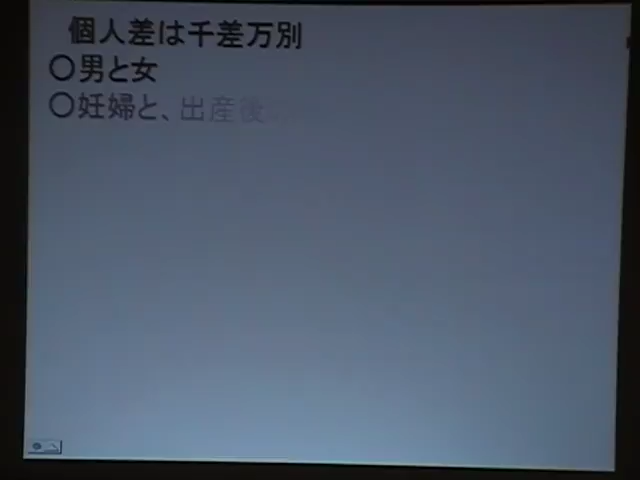 個人差は千差万別
○男と女
○妊婦と、出産後